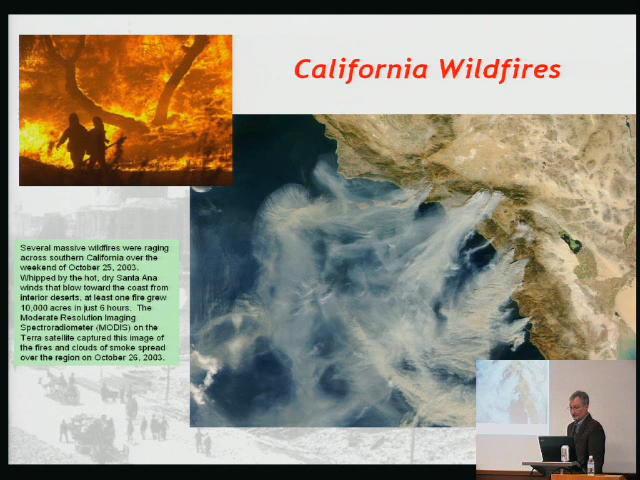 California Wildfires
Several massive wildfires were raging
across southern California over the
weekend of October 25, 2003.
Whipped by the hot, dry Santa Ana
winds that blow toward the coast from
interior deserts, at least one fire grew
10,000 acres in just 6 hours. The
Moderate Resolution Imaging
Spectroradiometer (MODIS) on the
Terra satellite captured this image of
the fires and clouds of smoke spread
over the region on October 26, 2003.